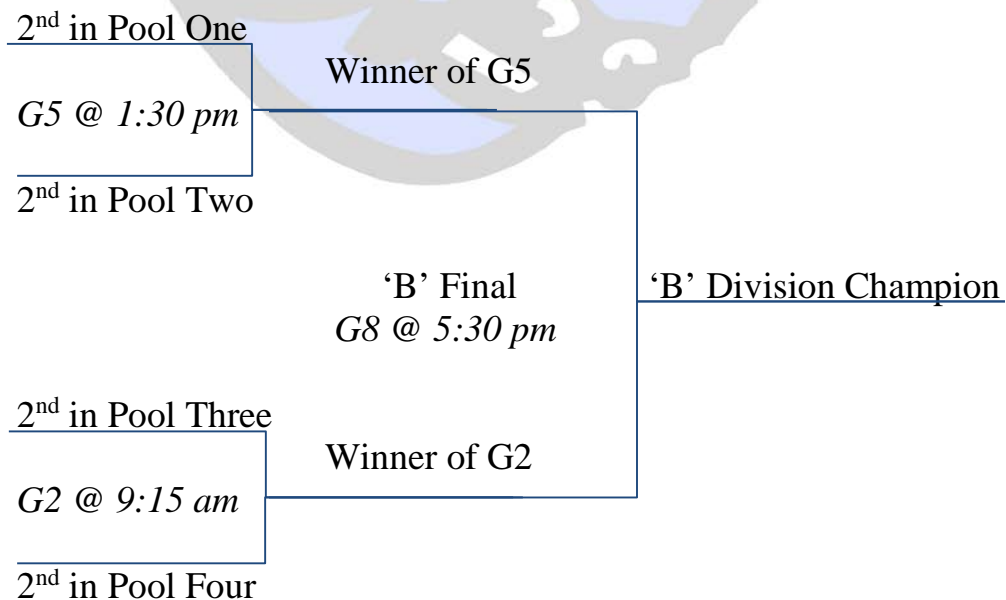 2nd in Pool One
Winner of G5
G5 @ 1:30 pm
2nd in Pool Two
‘B’ Final
‘B’ Division Champion
G8 @ 5:30 pm
2nd in Pool Three
Winner of G2
G2 @ 9:15 am
2nd in Pool Four